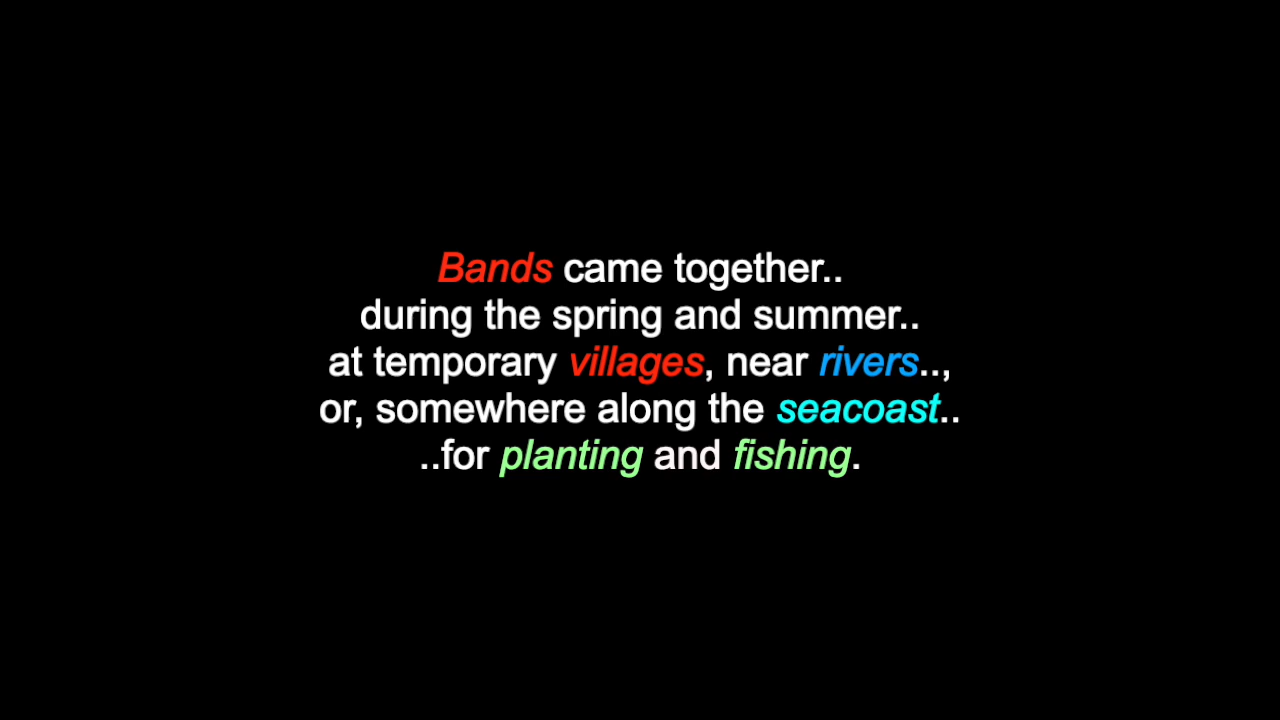 Bands came together..
during the spring and summer..
at temporary villages, near rivers..,
or, somewhere along the seacoast..
..for planting and fishing.